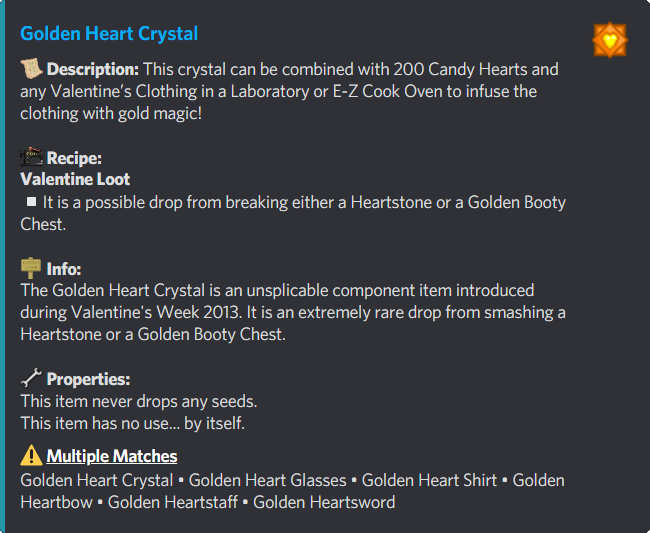 Golden Heart Crystal
Description: This crystal can be combined with 200 Candy Hearts and
any Valentine’s Clothing in a Laboratory or E-Z Cook Oven to infuse the
clothing with gold magic!
Recipe:
Valentine Loot
▪ It is a possible drop from breaking either a Heartstone or a Golden Booty
Chest.
Info:
The Golden Heart Crystal is an unsplicable component item introduced
during Valentine's Week 2013. It is an extremely rare drop from smashing a
Heartstone or a Golden Booty Chest.
Properties:
This item never drops any seeds.
This item has no use... by itself.
Multiple Matches
Golden Heart Crystal • Golden Heart Glasses • Golden Heart Shirt • Golden
Heartbow • Golden Heartstaff • Golden Heartsword